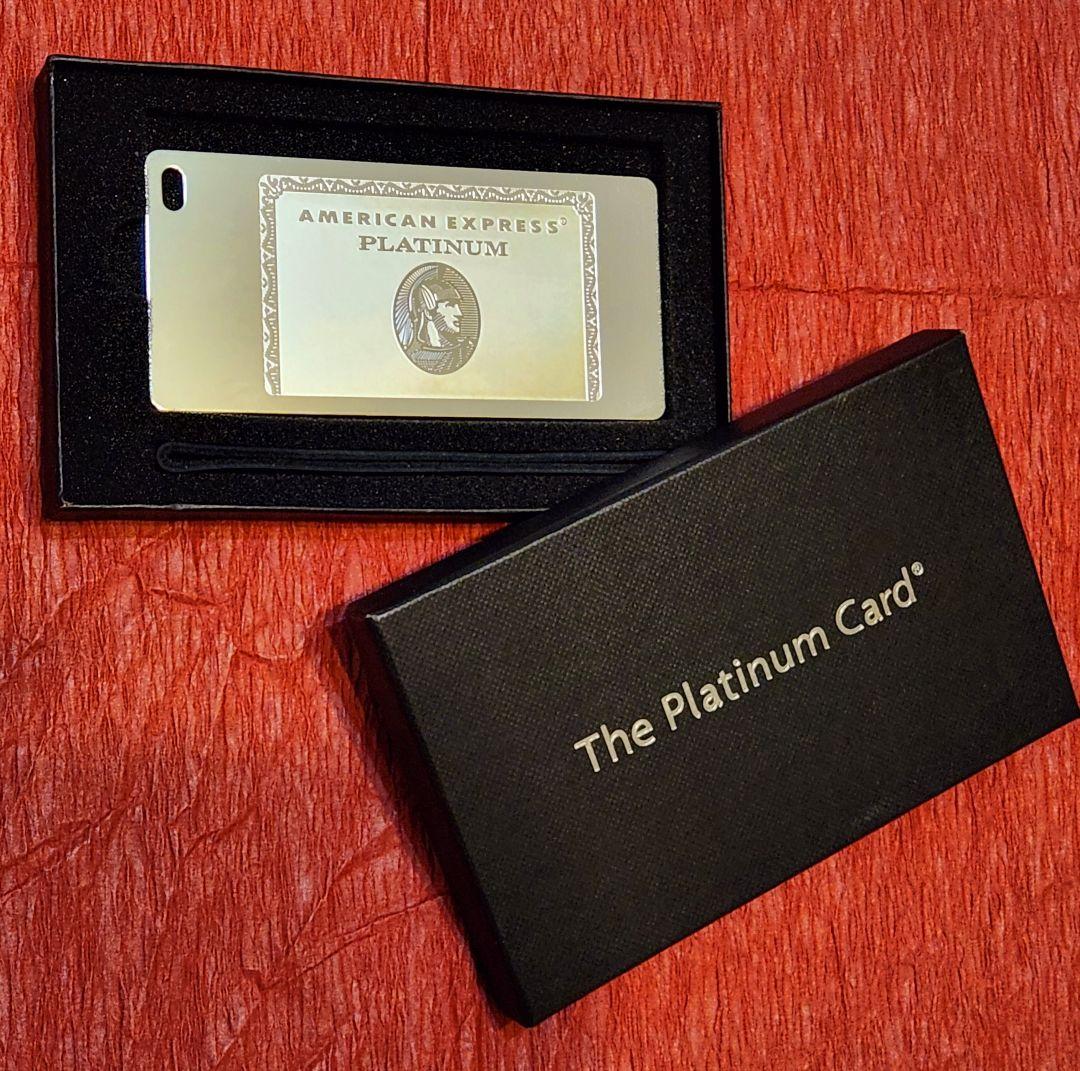 AMERICAN EXPRESS®
PLATINUM
The Platinum Card®